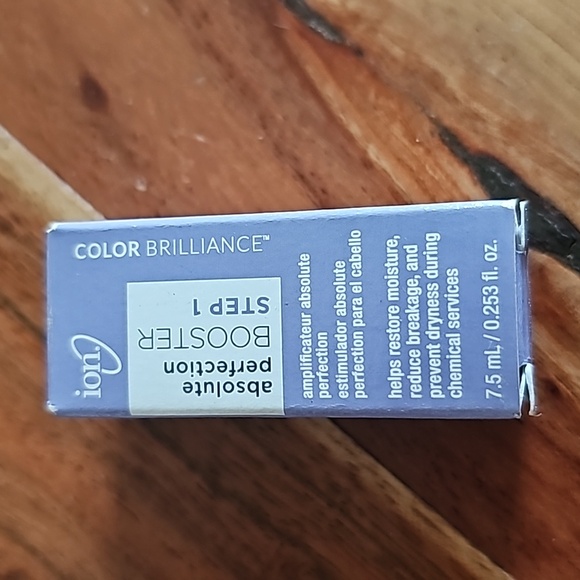 ion
COLOR BRILLIANCE™
absolute
perfection
BOOSTER
STEP 1
amplificateur absolute
perfection
estimulador absolute
perfection para el cabello
helps restore moisture,
reduce breakage, and
prevent dryness during
chemical services
7.5 mL / 0.253 fl. oz.